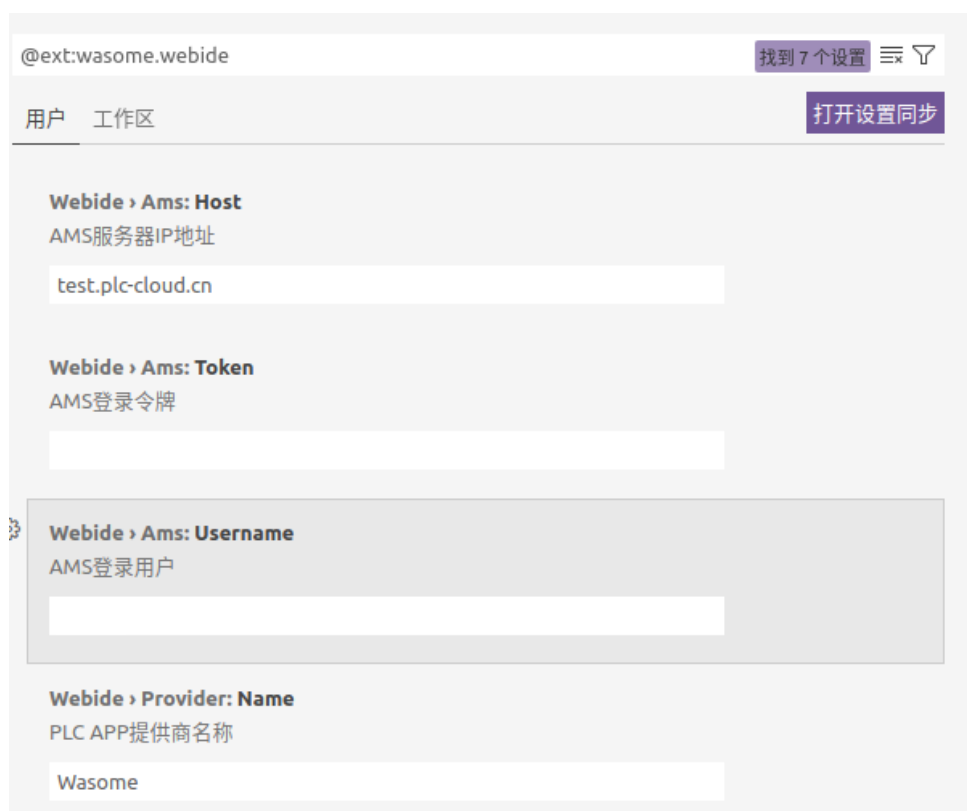 @ext:wasome.webide 找到 7 个设置
用户 工作区 打开设置同步
Webide › Ams: Host
AMS服务器IP地址
test.plc-cloud.cn
Webide › Ams: Token
AMS登录令牌
Webide › Ams: Username
AMS登录用户
Webide › Provider: Name
PLC APP提供商名称
Wasome